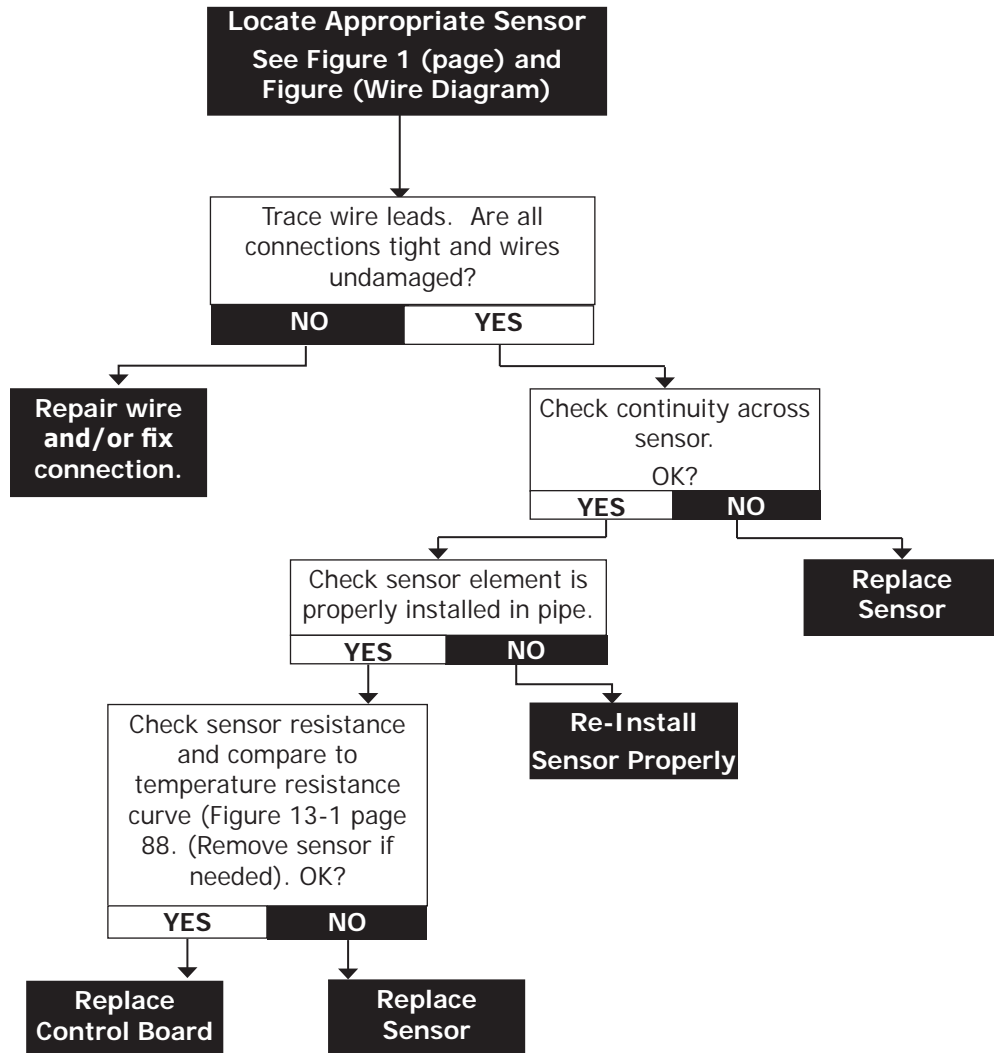 Locate Appropriate Sensor
See Figure 1 (page) and
Figure (Wire Diagram)
Trace wire leads. Are all
connections tight and wires
undamaged?
NO
YES
Repair wire
and/or fix
connection.
Check continuity across
sensor.
OK?
YES
NO
Check sensor element is
properly installed in pipe.
YES
NO
Replace
Sensor
Check sensor resistance
and compare to
temperature resistance
curve (Figure 13-1 page
88. (Remove sensor if
needed). OK?
YES
NO
Re-Install
Sensor Properly
Replace
Control Board
Replace
Sensor